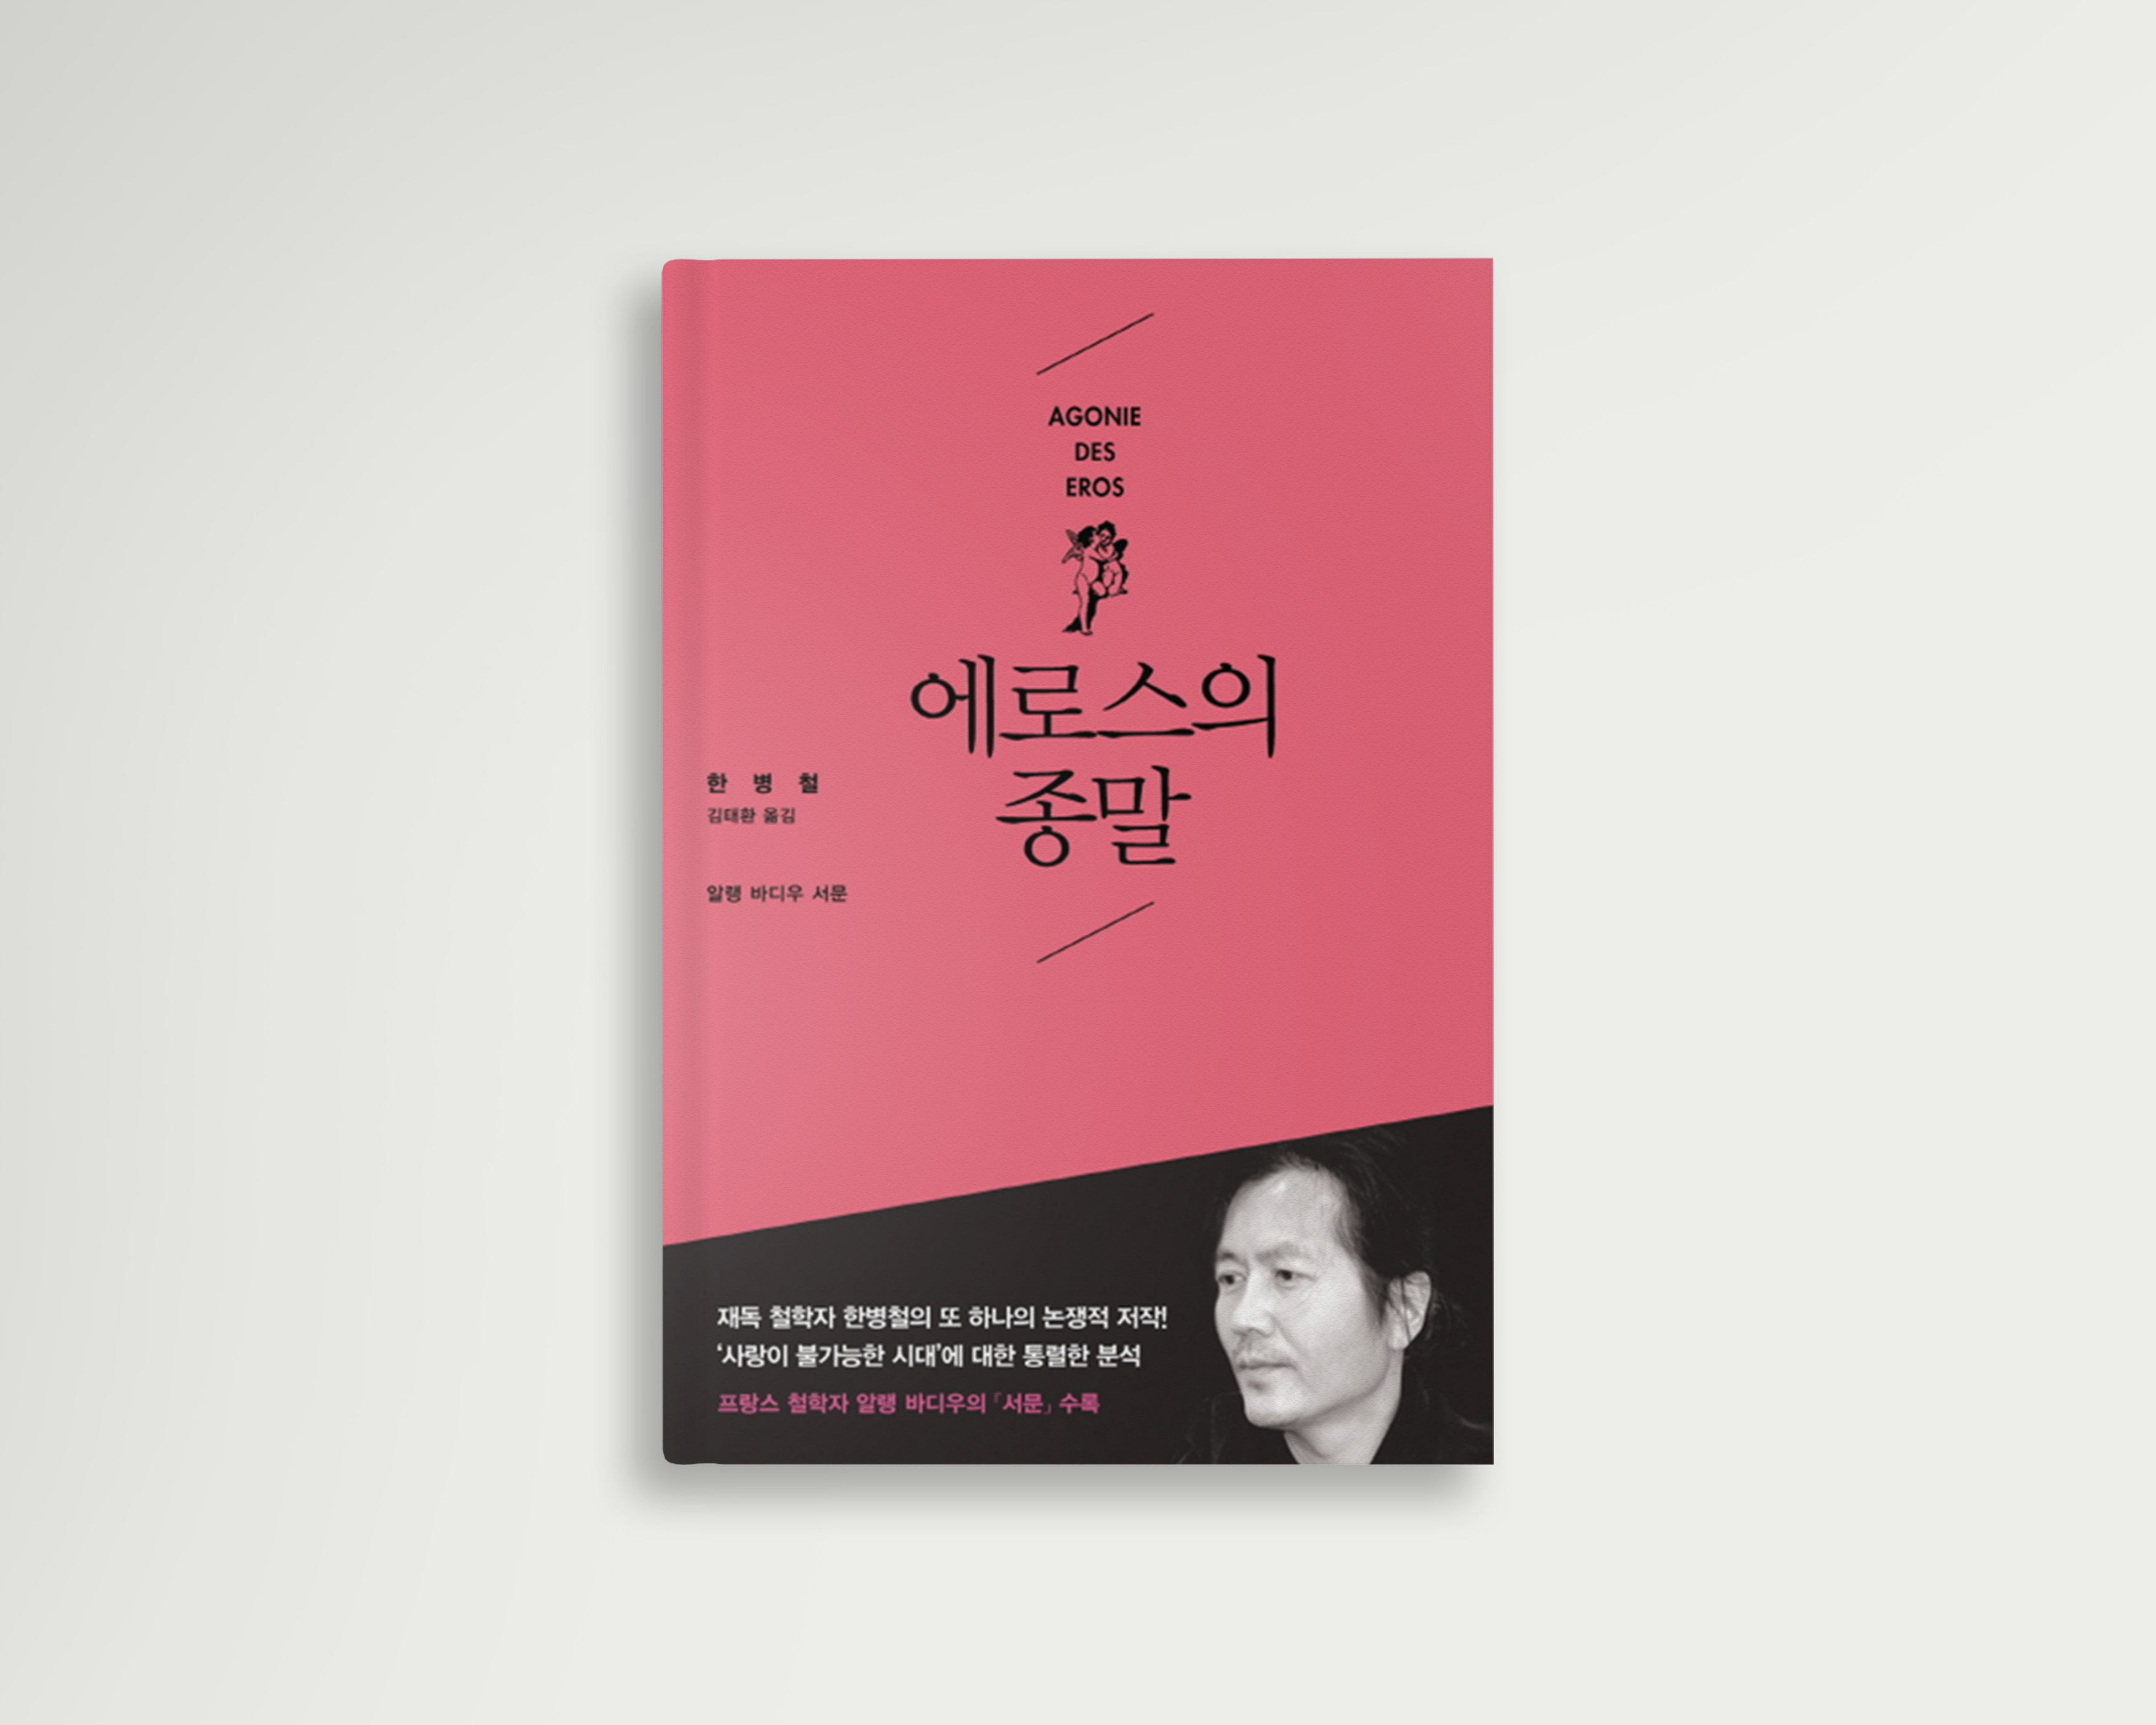 AGONIE
DES
EROS
에로스의
종말
한 병 철
김태환 옮김
알랭 바디우 서문
재독 철학자 한병철의 또 하나의 논쟁적 저작!
‘사랑이 불가능한 시대’에 대한 통렬한 분석
프랑스 철학자 알랭 바디우의 「서문」 수록